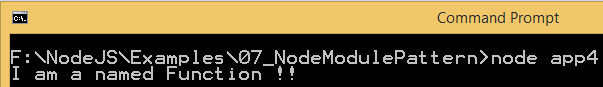 C:\.
Command Prompt
F:\NodeJS\Examples\07_NodeModulePattern>node app4
I am a named Function !!